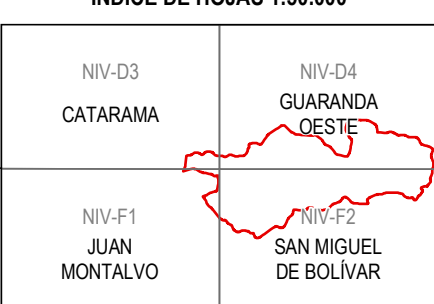 ÍNDICE DE HOJAS 1:50.000
NIV-D3
CATARAMA
NIV-D4
GUARANDA
OESTE
NIV-F1
JUAN
MONTALVO
NIV-F2
SAN MIGUEL
DE BOLÍVAR